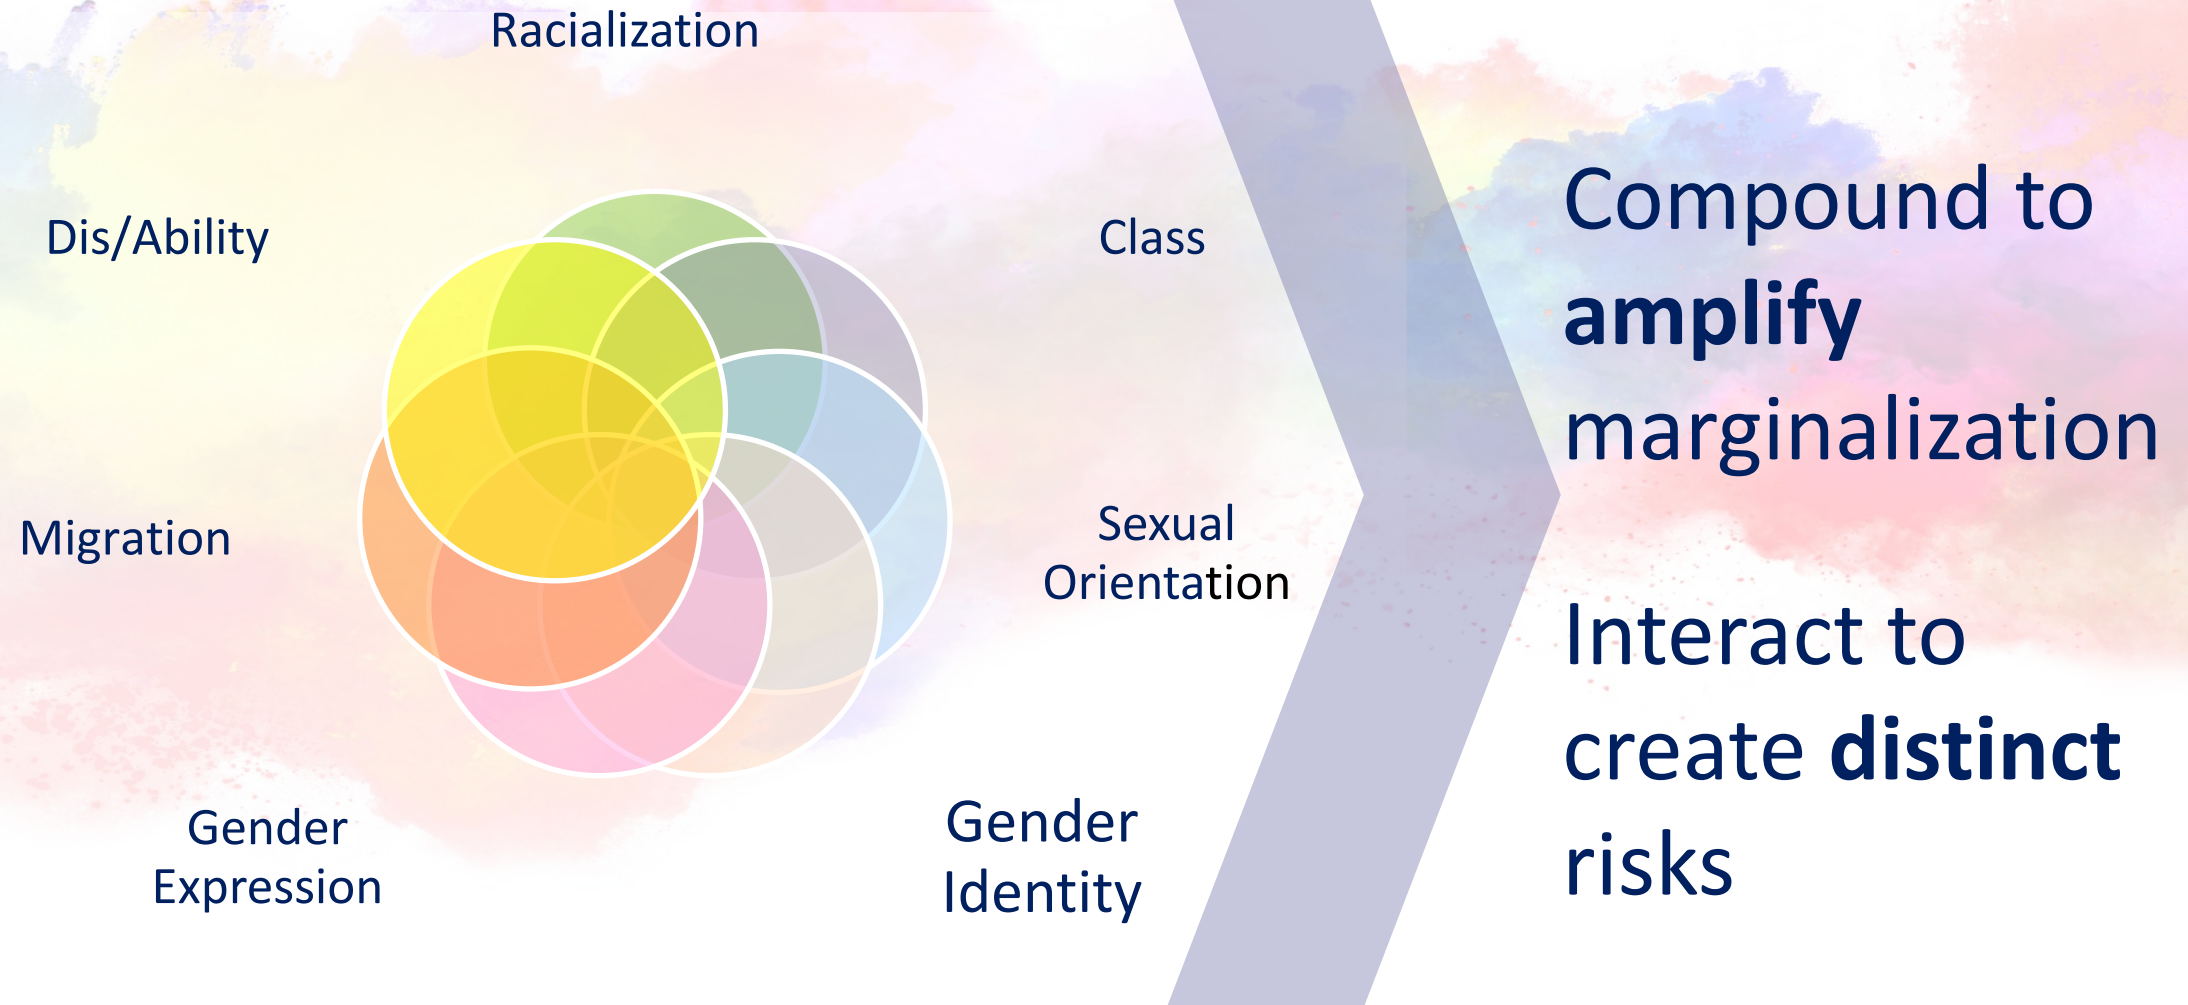 Racialization
Dis/Ability
Class
Migration
Sexual
Orientation
Gender
Expression
Gender
Identity
Compound to
amplify
marginalization
Interact to
create distinct
risks